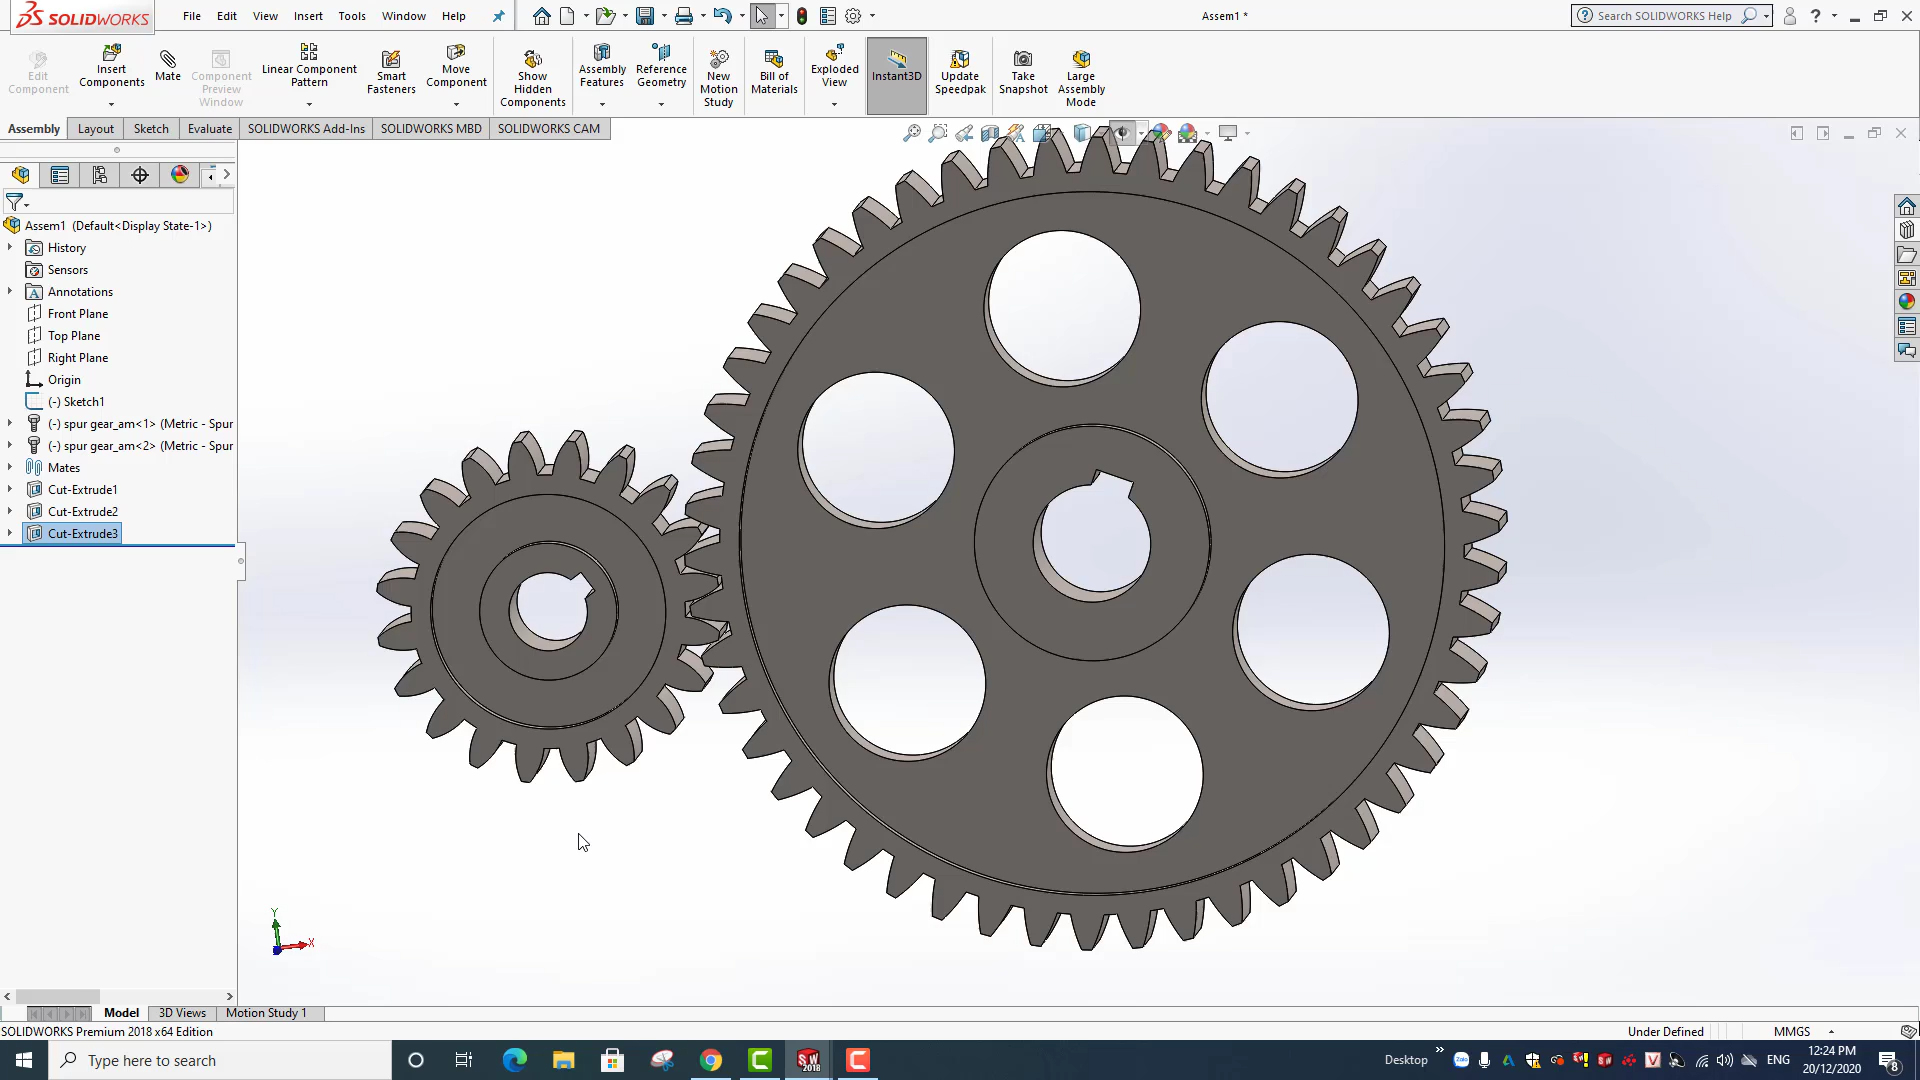 SOLIDWORKS
File Edit View Insert Tools Window Help
Assem1 *
Search SOLIDWORKS Help
Edit Component
Insert Components
Mate
Component Preview Window
Linear Component Pattern
Smart Fasteners
Move Component
Show Hidden Components
Assembly Features
Reference Geometry
New Motion Study
Bill of Materials
Exploded View
Instant3D
Update Speedpak
Take Snapshot
Large Assembly Mode
Assembly Layout Sketch Evaluate SOLIDWORKS Add-Ins SOLIDWORKS MBD SOLIDWORKS CAM
Assem1 (Default<Display State-1>)
History
Sensors
Annotations
Front Plane
Top Plane
Right Plane
Origin
(-) Sketch1
(-) spur gear_am<1> (Metric - Spur
(-) spur gear_am<2> (Metric - Spur
Mates
Cut-Extrude1
Cut-Extrude2
Cut-Extrude3
Y
X
Model 3D Views Motion Study 1
SOLIDWORKS Premium 2018 x64 Edition
Under Defined
MMGS
Type here to search
SW 2018
Desktop
ENG
12:24 PM
20/12/2020
8